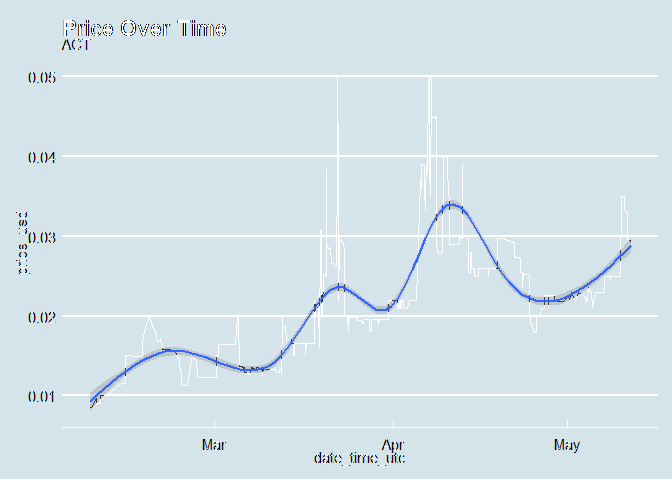 Price Over Time
ACT
0.05
0.04
0.03
0.02
0.01
price_usd
Mar Apr May
date_time_utc